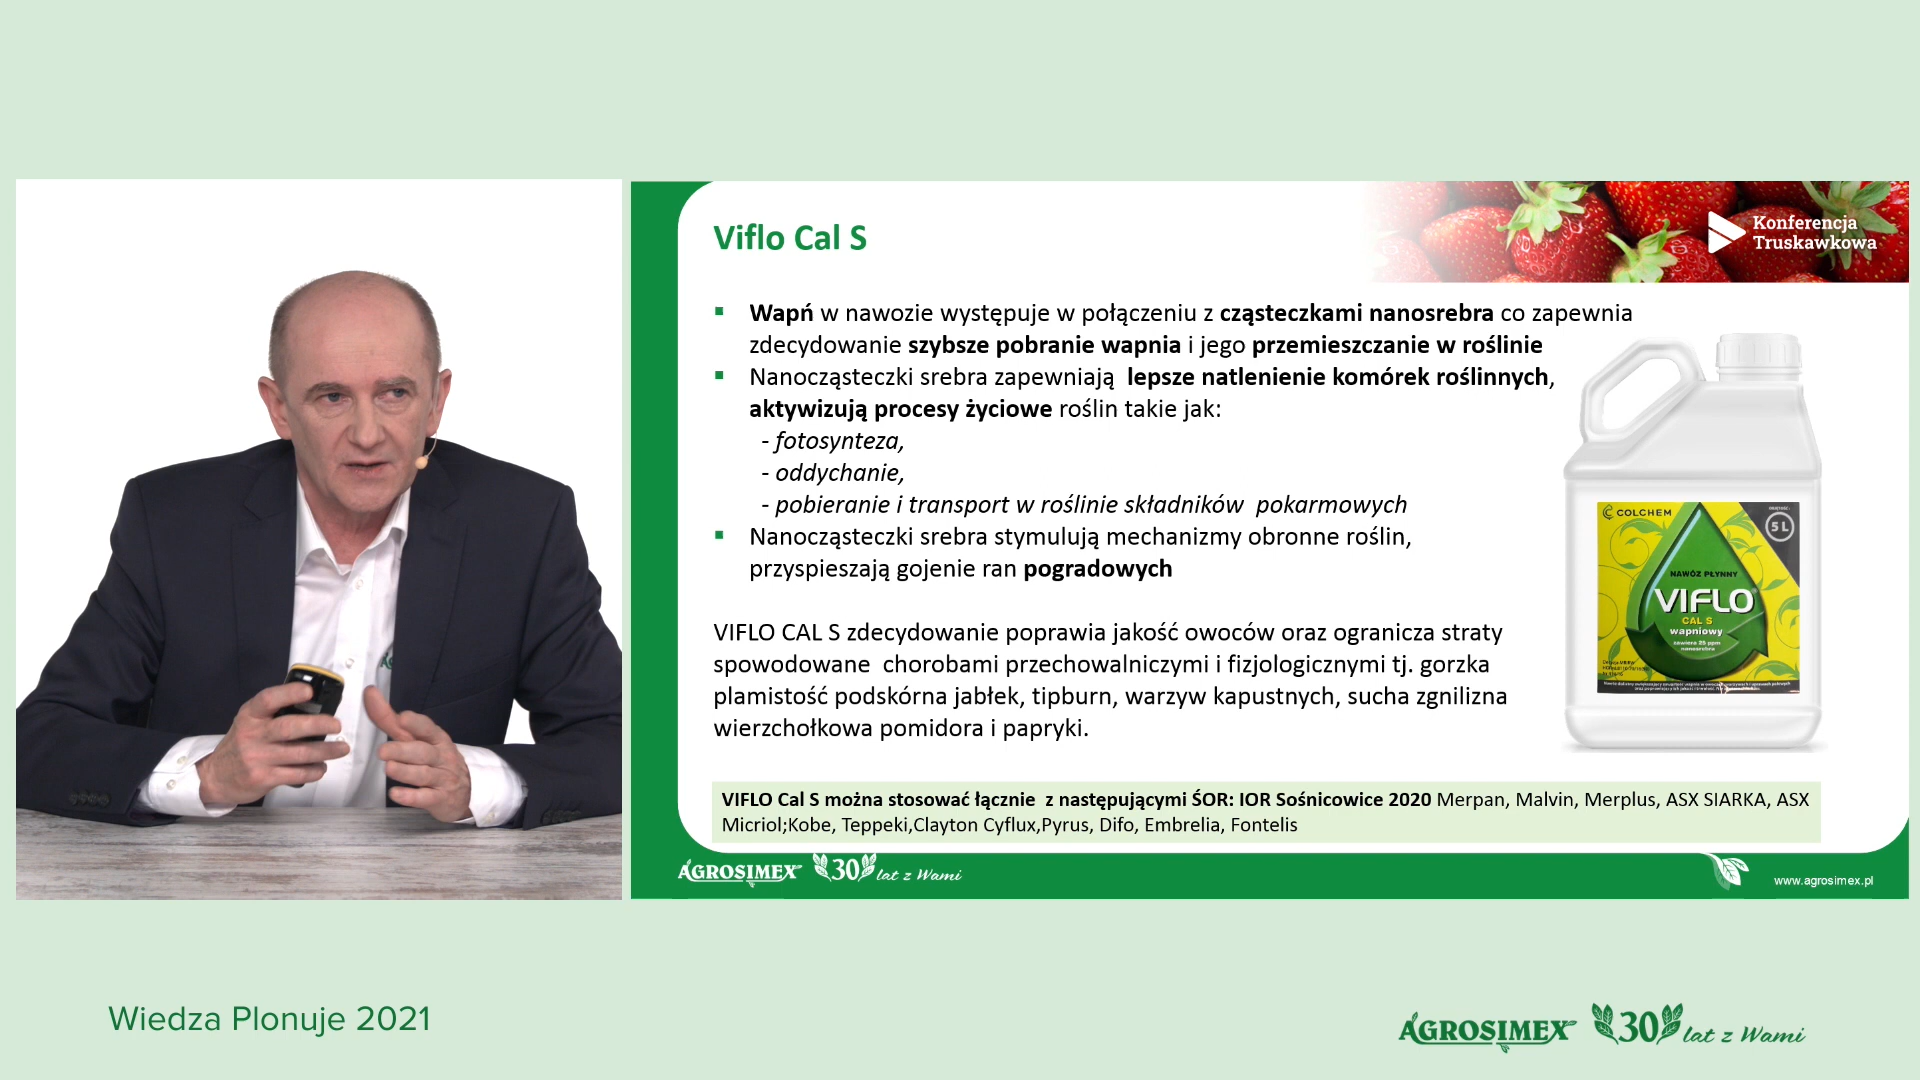 Viflo Cal S
Konferencja
Truskawkowa
▪ Wapń w nawozie występuje w połączeniu z cząsteczkami nanosrebra co zapewnia
zdecydowanie szybsze pobranie wapnia i jego przemieszczanie w roślinie
▪ Nanocząsteczki srebra zapewniają lepsze natlenienie komórek roślinnych,
aktywizują procesy życiowe roślin takie jak:
- fotosynteza,
- oddychanie,
- pobieranie i transport w roślinie składników pokarmowych
▪ Nanocząsteczki srebra stymulują mechanizmy obronne roślin,
przyspieszają gojenie ran pogradowych
VIFLO CAL S zdecydowanie poprawia jakość owoców oraz ogranicza straty
spowodowane chorobami przechowalniczymi i fizjologicznymi tj. gorzka
plamistość podskórna jabłek, tipburn, warzyw kapustnych, sucha zgnilizna
wierzchołkowa pomidora i papryki.
COLCHEM
5 L
NAWÓZ PŁYNNY
VIFLO
CAL S
wapniowy
zawiera 25 ppm
nanosrebra
VIFLO Cal S można stosować łącznie z następującymi ŚOR: IOR Sośnicowice 2020 Merpan, Malvin, Merplus, ASX SIARKA, ASX
Micriol;Kobe, Teppeki,Clayton Cyflux,Pyrus, Difo, Embrelia, Fontelis
AGROSIMEX 30 lat z Wami
www.agrosimex.pl
Wiedza Plonuje 2021
AGROSIMEX 30 lat z Wami